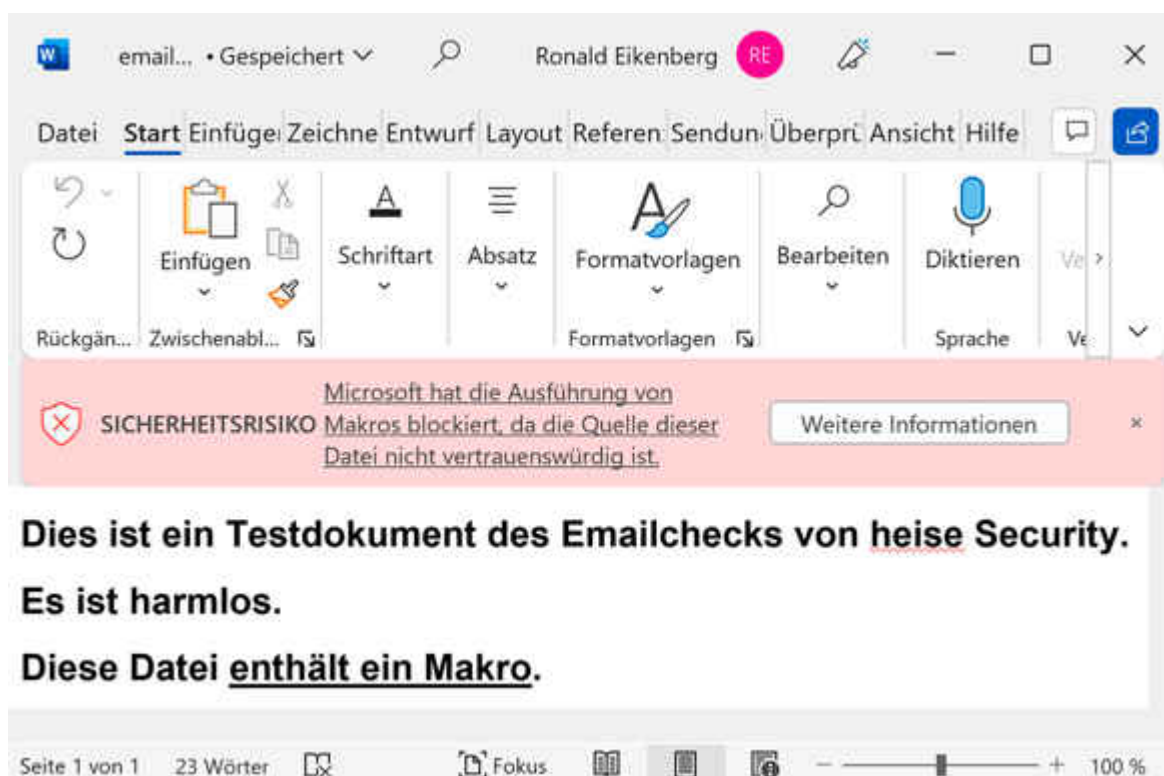 email... • Gespeichert
Ronald Eikenberg RE
Datei Start Einfüge Zeichne Entwurf Layout Referen Sendun Überprü Ansicht Hilfe
Einfügen Schriftart Absatz Formatvorlagen Bearbeiten Diktieren Ve
Rückgän... Zwischenabl... Formatvorlagen Sprache Ve
SICHERHEITSRISIKO
Microsoft hat die Ausführung von
Makros blockiert, da die Quelle dieser
Datei nicht vertrauenswürdig ist.
Weitere Informationen
Dies ist ein Testdokument des Emailchecks von heise Security.
Es ist harmlos.
Diese Datei enthält ein Makro.
Seite 1 von 1 23 Wörter Fokus 100 %